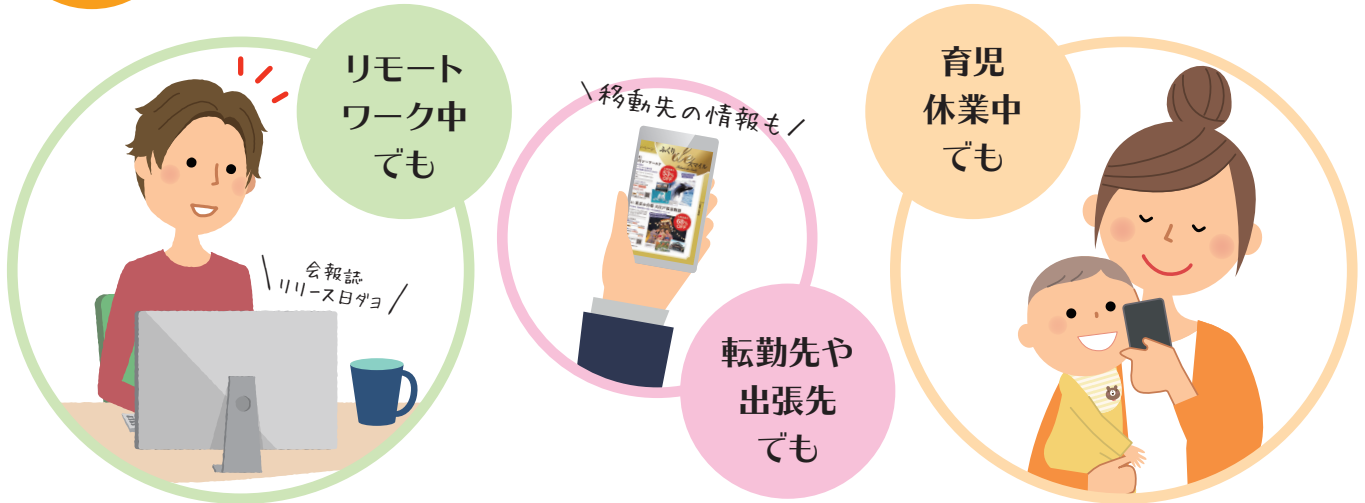 リモート
ワーク中
でも
会報誌
リリース日ダヨ
移動先の情報も
転勤先や
出張先
でも
育児
休業中
でも